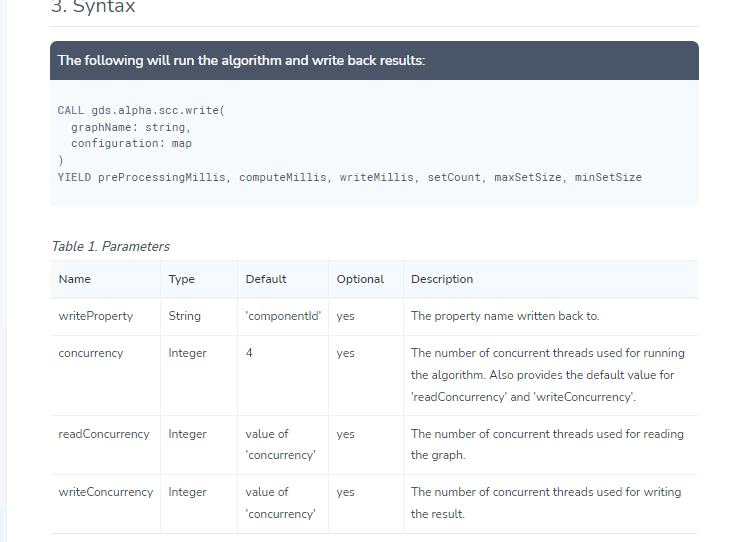 3. Syntax
The following will run the algorithm and write back results:
CALL gds.alpha.scc.write(
graphName: string,
configuration: map
)
YIELD preProcessingMillis, computeMillis, writeMillis, setCount, maxSetSize, minSetSize
Table 1. Parameters
Name Type Default Optional Description
writeProperty String 'componentId' yes The property name written back to.
concurrency Integer 4 yes The number of concurrent threads used for running
the algorithm. Also provides the default value for
'readConcurrency' and 'writeConcurrency'.
readConcurrency Integer value of yes The number of concurrent threads used for reading
'concurrency' the graph.
writeConcurrency Integer value of yes The number of concurrent threads used for writing
'concurrency' the result.